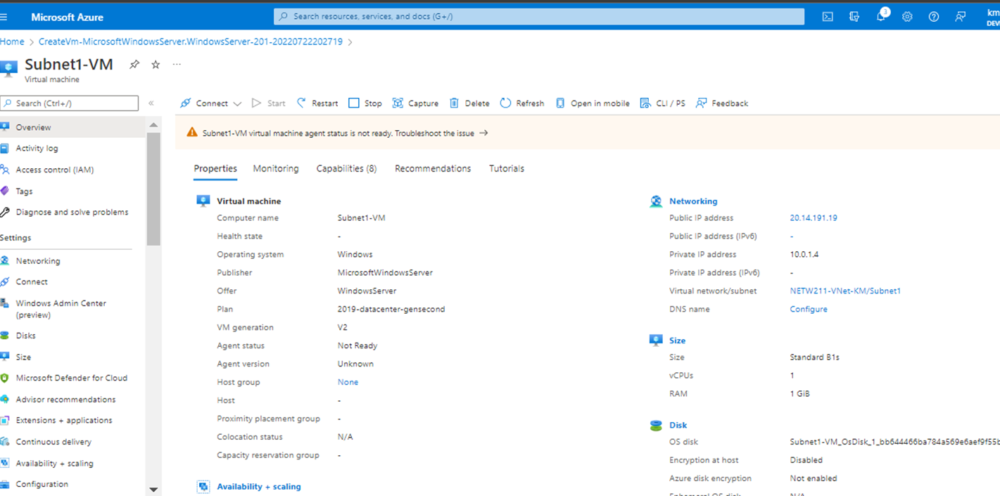 Microsoft Azure
Search resources, services, and docs (G+/)
3
km
DEV
Home > CreateVm-MicrosoftWindowsServer.WindowsServer-201-20220722202719 >
Subnet1-VM
...
Virtual machine
Search (Ctrl+/)
«
Connect
Start
Restart
Stop
Capture
Delete
Refresh
Open in mobile
CLI / PS
Feedback
Subnet1-VM virtual machine agent status is not ready. Troubleshoot the issue →
Overview
Activity log
Access control (IAM)
Tags
Diagnose and solve problems
Settings
Networking
Connect
Windows Admin Center
(preview)
Disks
Size
Microsoft Defender for Cloud
Advisor recommendations
Extensions + applications
Continuous delivery
Availability + scaling
Configuration
Properties Monitoring Capabilities (8) Recommendations Tutorials
Virtual machine
Computer name Subnet1-VM
Health state -
Operating system Windows
Publisher MicrosoftWindowsServer
Offer WindowsServer
Plan 2019-datacenter-gensecond
VM generation V2
Agent status Not Ready
Agent version Unknown
Host group None
Host -
Proximity placement group -
Colocation status N/A
Capacity reservation group -
Availability + scaling
Networking
Public IP address 20.14.191.19
Public IP address (IPv6) -
Private IP address 10.0.1.4
Private IP address (IPv6) -
Virtual network/subnet NETW211-VNet-KM/Subnet1
DNS name Configure
Size
Size Standard B1s
vCPUs 1
RAM 1 GiB
Disk
OS disk Subnet1-VM_OsDisk_1_bb644466ba784a569e6aef9f55b
Encryption at host Disabled
Azure disk encryption Not enabled
Ephemeral OS disk N/A